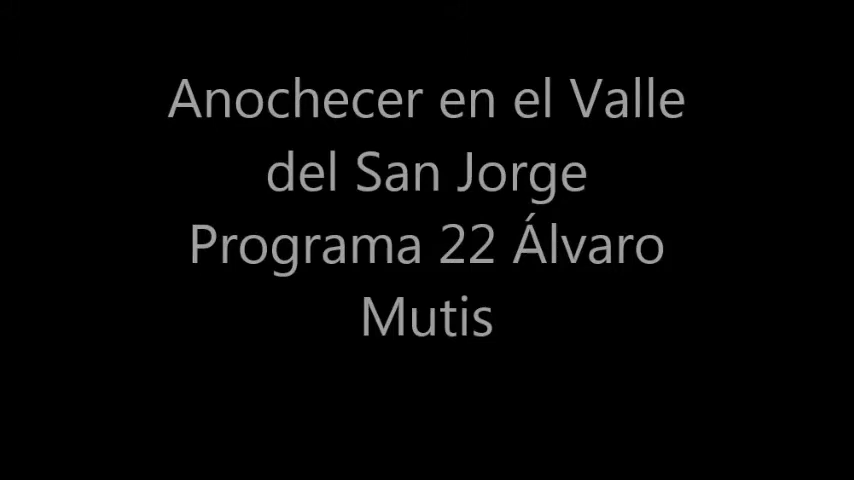 Anochecer en el Valle
del San Jorge
Programa 22 Álvaro
Mutis